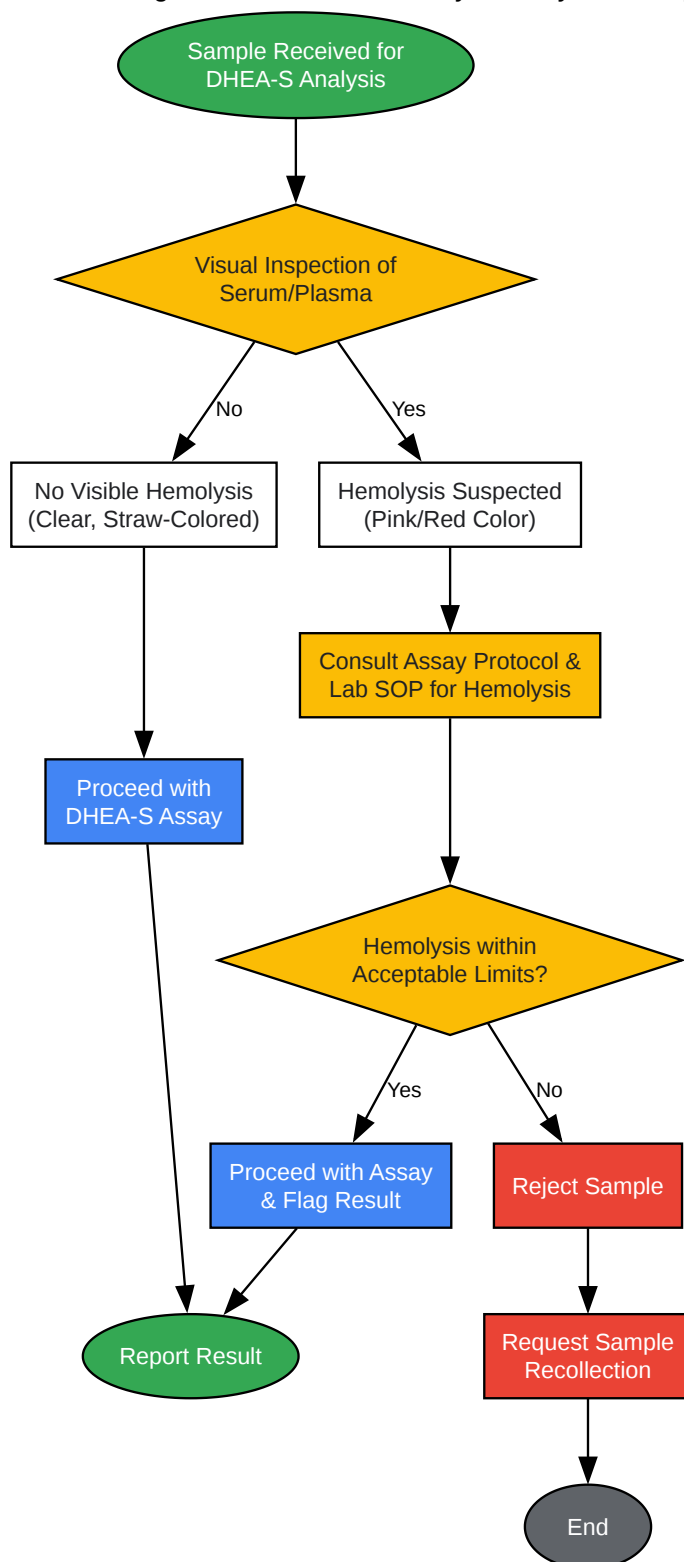 Sample Received for
DHEA-S Analysis
Visual Inspection of
Serum/Plasma
No
Yes
No Visible Hemolysis
(Clear, Straw-Colored)
Hemolysis Suspected
(Pink/Red Color)
Consult Assay Protocol &
Lab SOP for Hemolysis
Proceed with
DHEA-S Assay
Hemolysis within
Acceptable Limits?
Yes
No
Proceed with Assay
& Flag Result
Reject Sample
Report Result
Request Sample
Recollection
End